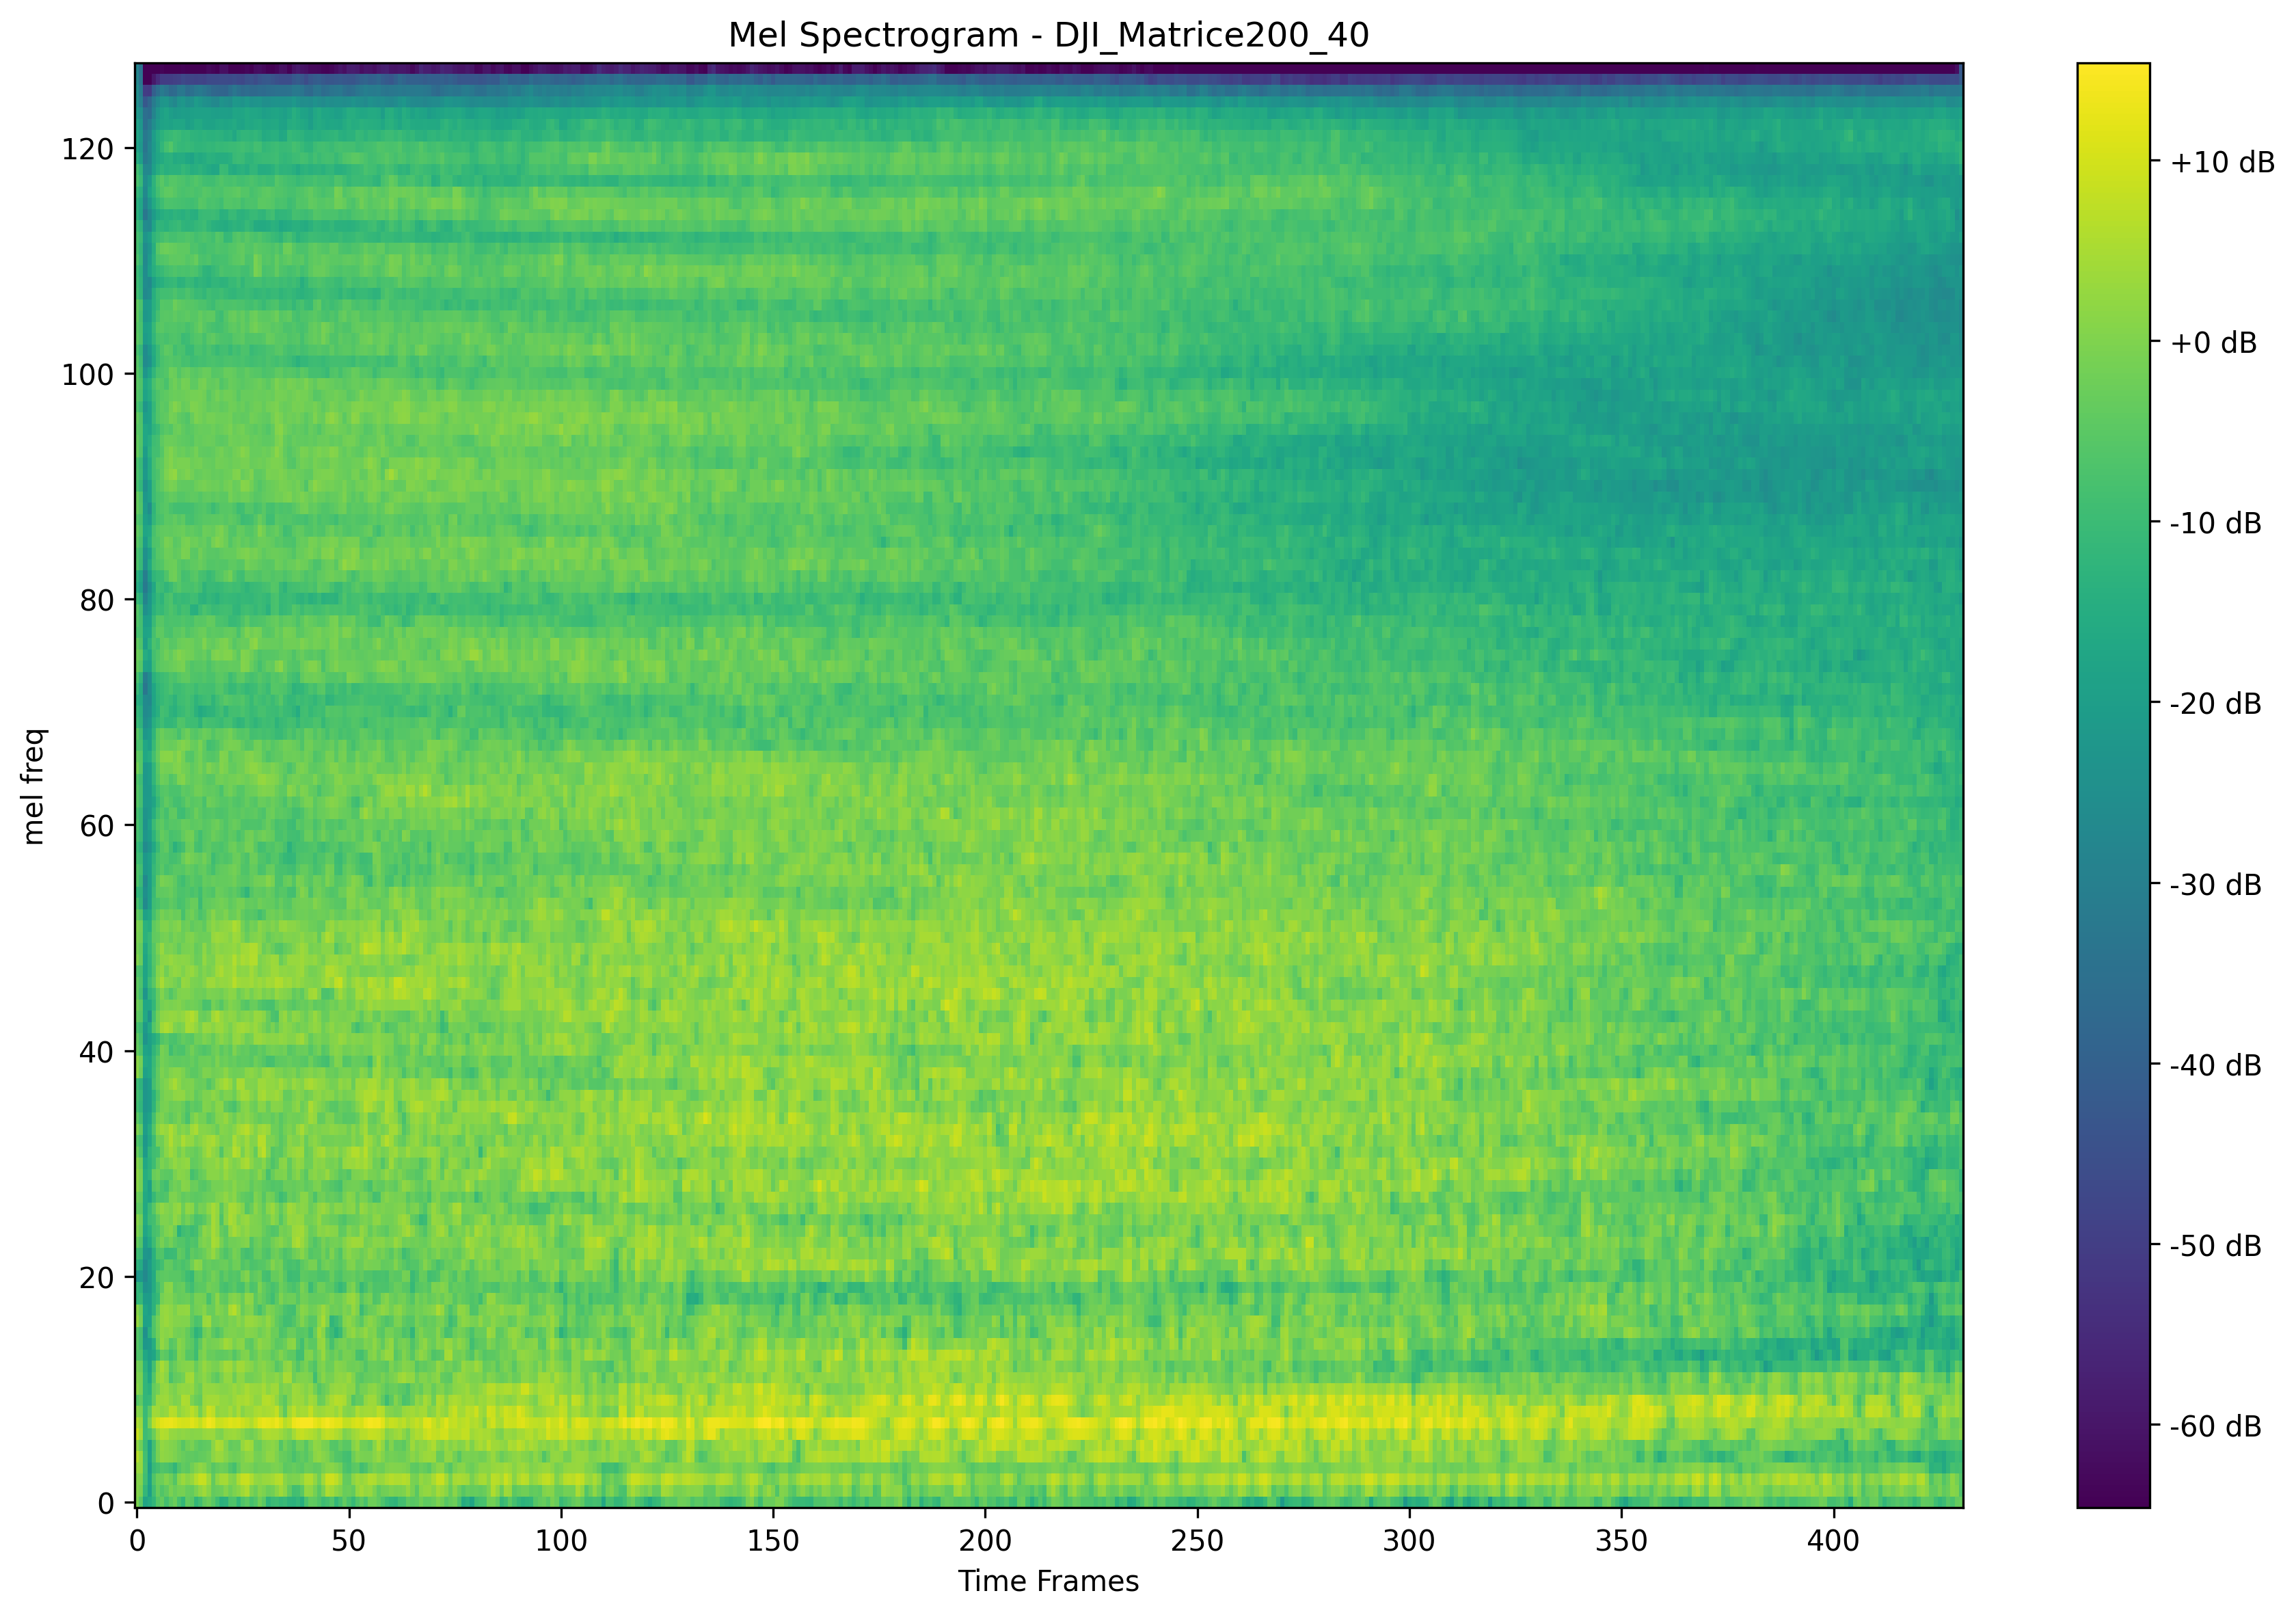 Mel Spectrogram - DJI_Matrice200_40
mel freq
120
100
80
60
40
20
0
0 50 100 150 200 250 300 350 400
Time Frames
+10 dB
+0 dB
-10 dB
-20 dB
-30 dB
-40 dB
-50 dB
-60 dB